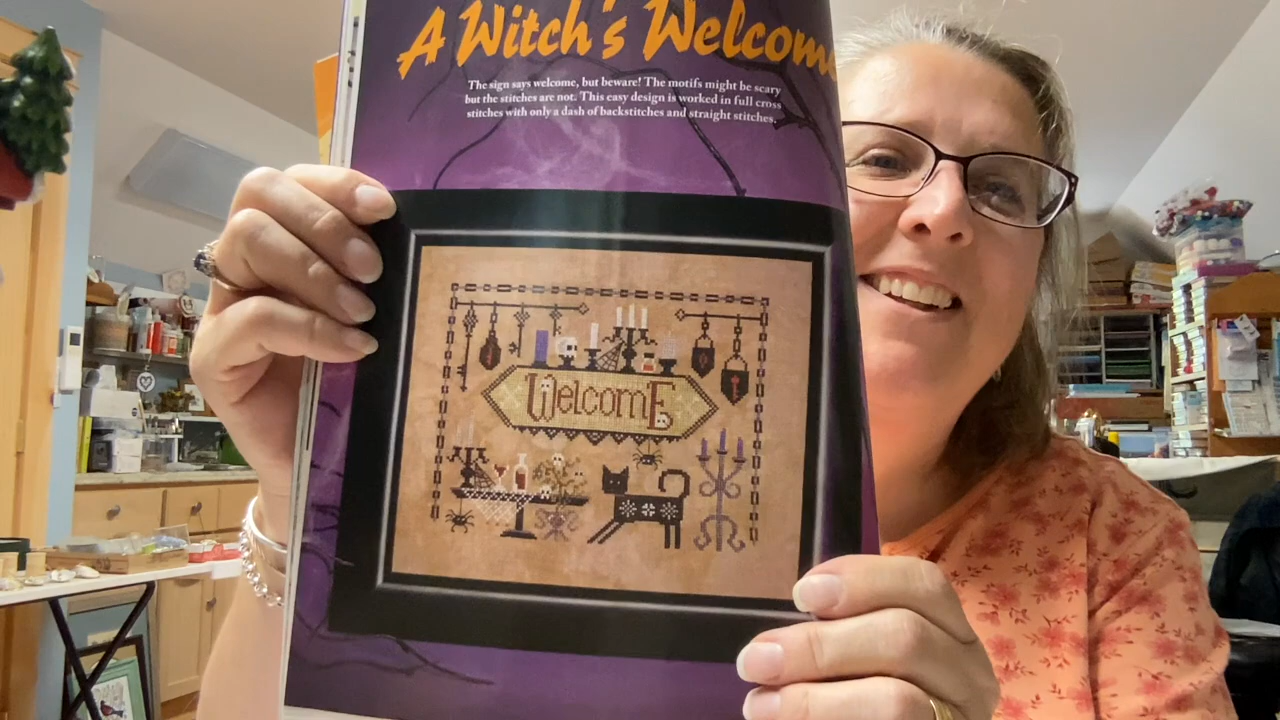 A Witch's Welcome
The sign says welcome, but beware! The motifs might be scary
but the stitches are not. This easy design is worked in full cross
stitches with only a dash of backstitches and straight stitches.
WelcomE